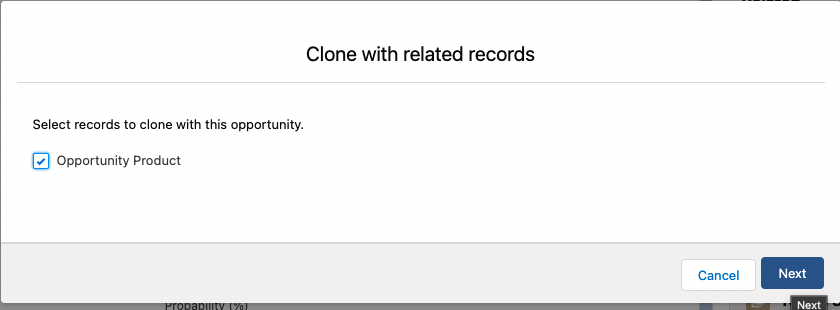 Clone with related records
Select records to clone with this opportunity.
Opportunity Product
Cancel
Next
Probability (%)
Next